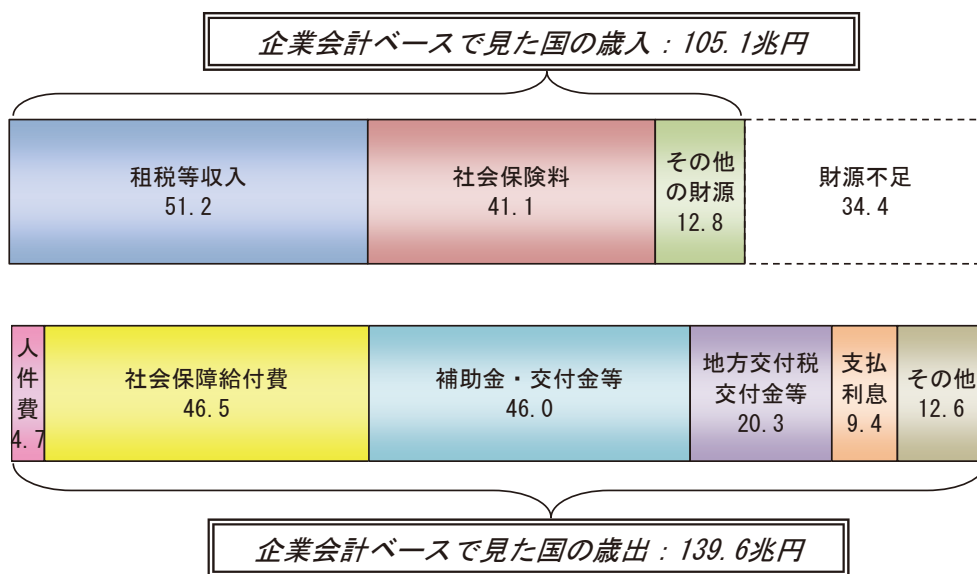 企業会計ベースで見た国の歳入：105.1兆円
租税等収入
51.2
社会保険料
41.1
その他
の財源
12.8
財源不足
34.4
人
件
費
4.7
社会保障給付費
46.5
補助金・交付金等
46.0
地方交付税
交付金等
20.3
支払
利息
9.4
その他
12.6
企業会計ベースで見た国の歳出：139.6兆円